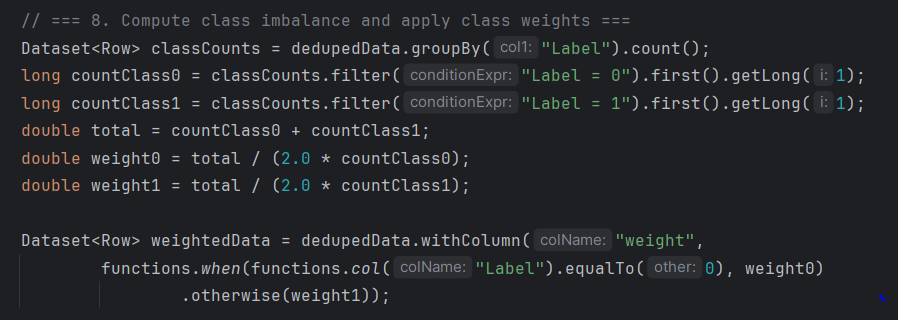 // === 8. Compute class imbalance and apply class weights ===
Dataset<Row> classCounts = dedupedData.groupBy( col1: "Label").count();
long countClass0 = classCounts.filter( conditionExpr: "Label = 0").first().getLong( i: 1);
long countClass1 = classCounts.filter( conditionExpr: "Label = 1").first().getLong( i: 1);
double total = countClass0 + countClass1;
double weight0 = total / (2.0 * countClass0);
double weight1 = total / (2.0 * countClass1);
Dataset<Row> weightedData = dedupedData.withColumn( colName: "weight",
functions.when(functions.col( colName: "Label").equalTo( other: 0), weight0)
.otherwise(weight1));